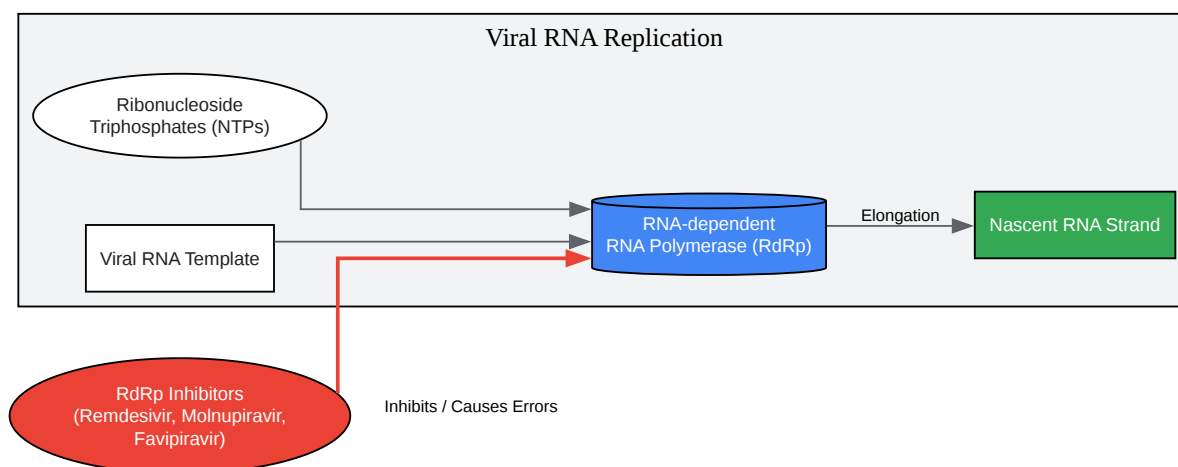 Viral RNA Replication
Ribonucleoside
Triphosphates (NTPs)
RNA-dependent
RNA Polymerase (RdRp)
Elongation
Nascent RNA Strand
Viral RNA Template
RdRp Inhibitors
(Remdesivir, Molnupiravir,
Favipiravir)
Inhibits / Causes Errors